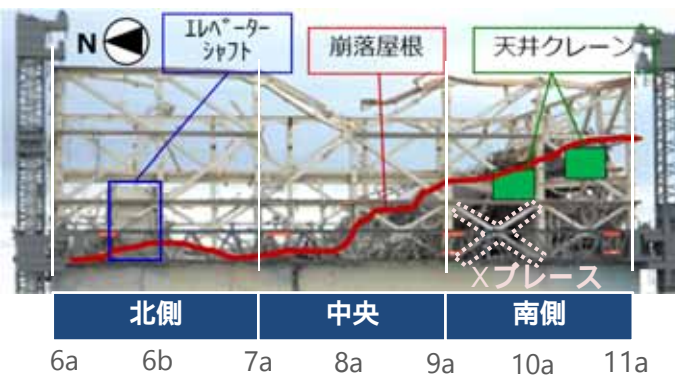 N
ｴﾚﾍﾞｰﾀｰ
ｼｬﾌﾄ
崩落屋根
天井クレーン
Xブレース
北側
中央
南側
6a
6b
7a
8a
9a
10a
11a